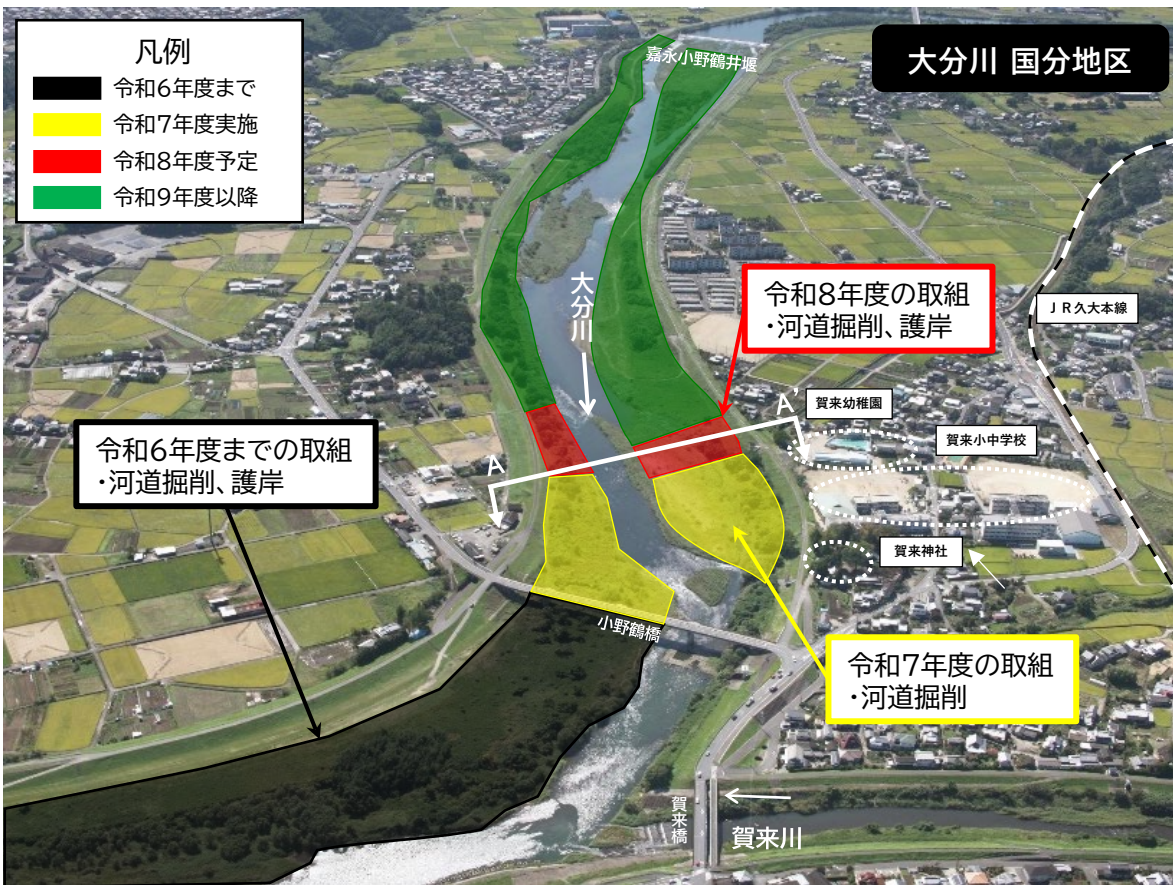 凡例
令和6年度まで
令和7年度実施
令和8年度予定
令和9年度以降
大分川 国分地区
嘉永小野鶴井堰
大分川
令和8年度の取組
・河道掘削、護岸
JR久大本線
賀来幼稚園
賀来小中学校
A
A'
令和6年度までの取組
・河道掘削、護岸
賀来神社
小野鶴橋
令和7年度の取組
・河道掘削
賀来橋
賀来川